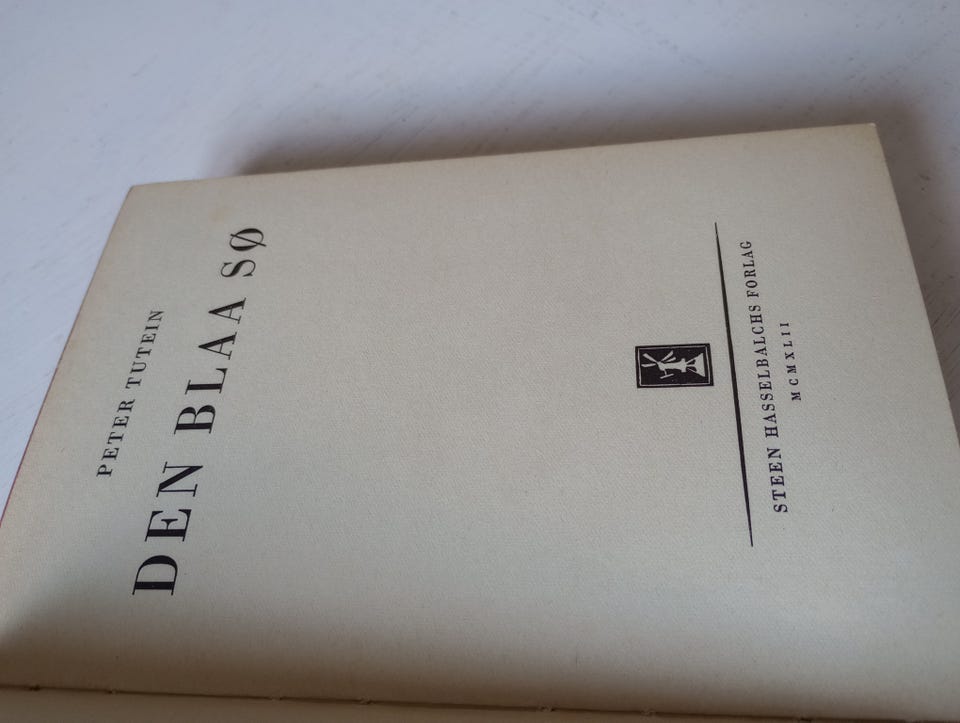 PETER TUTEIN
DEN BLAA SØ
STEEN HASSELBALCHS FORLAG
MCMXLII